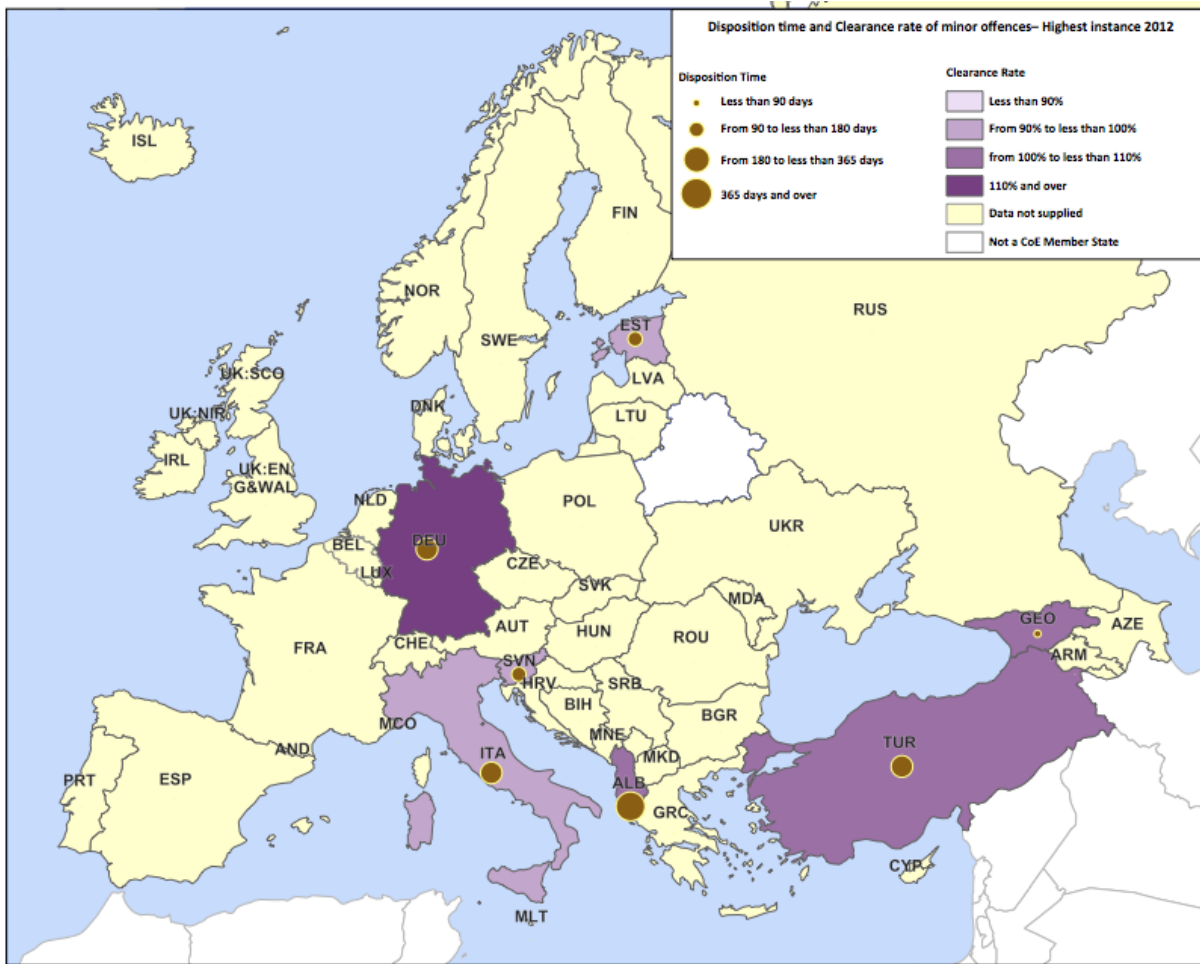 Disposition time and Clearance rate of minor offences– Highest instance 2012
Disposition Time
Less than 90 days
From 90 to less than 180 days
From 180 to less than 365 days
365 days and over
Clearance Rate
Less than 90%
From 90% to less than 100%
from 100% to less than 110%
110% and over
Data not supplied
Not a CoE Member State
ISL
FIN
NOR
SWE
RUS
EST
LVA
LTU
DNK
UK:SCO
UK:NIR
IRL
UK:EN
G&WAL
NLD
BEL
LUX
DEU
POL
UKR
CZE
SVK
MDA
AUT
HUN
ROU
CHE
FRA
SVN
HRV
SRB
BIH
BGR
MNE
MKD
MCO
ITA
AND
PRT
ESP
ALB
GRC
TUR
GEO
AZE
ARM
CYP
MLT